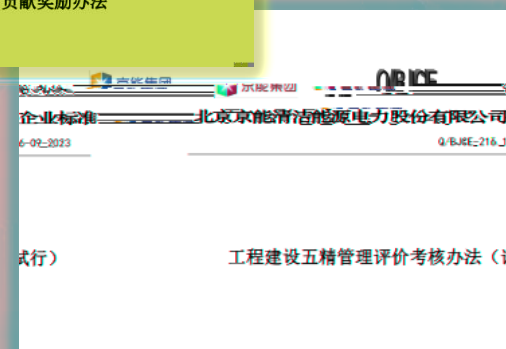 贡献奖励办法
京能集团 京能集团 Q/BJCE
企业标准 北京京能清洁能源电力股份有限公司
6-09-2023 Q/BJCE-216.
试行） 工程建设五精管理评价考核办法（